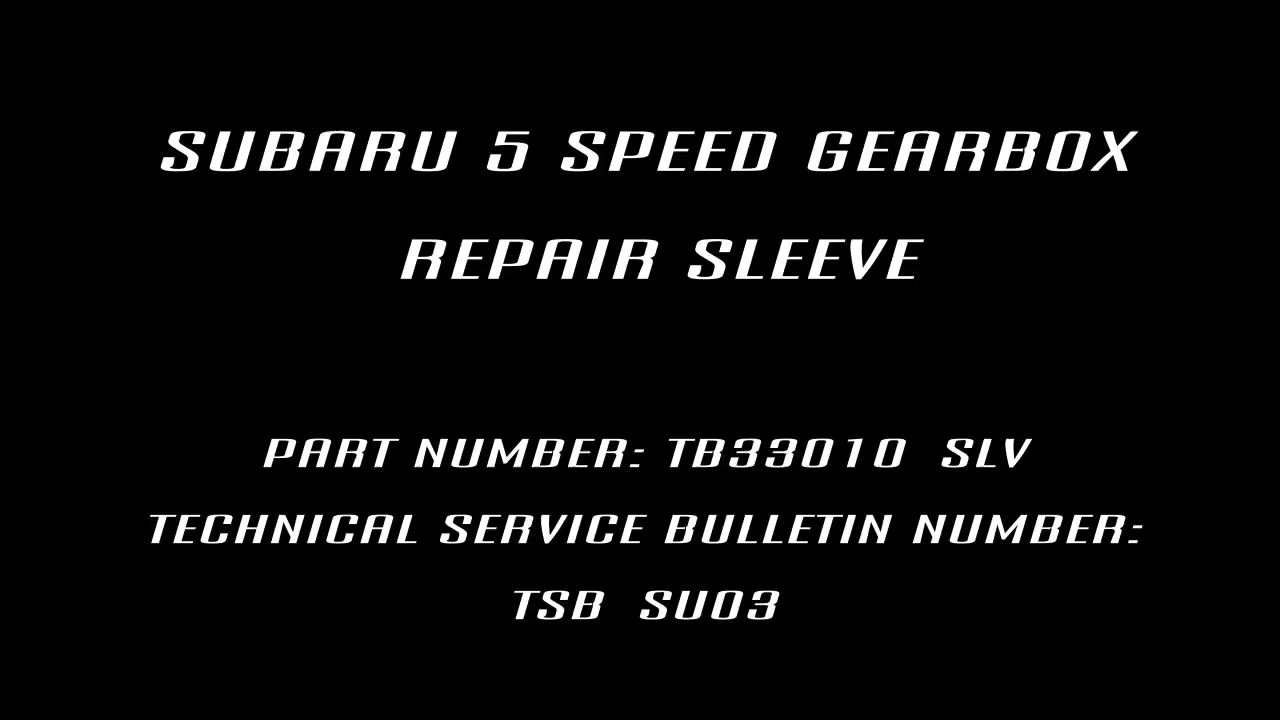 SUBARU 5 SPEED GEARBOX
REPAIR SLEEVE
PART NUMBER: TB33010 SLV
TECHNICAL SERVICE BULLETIN NUMBER:
TSB SU03